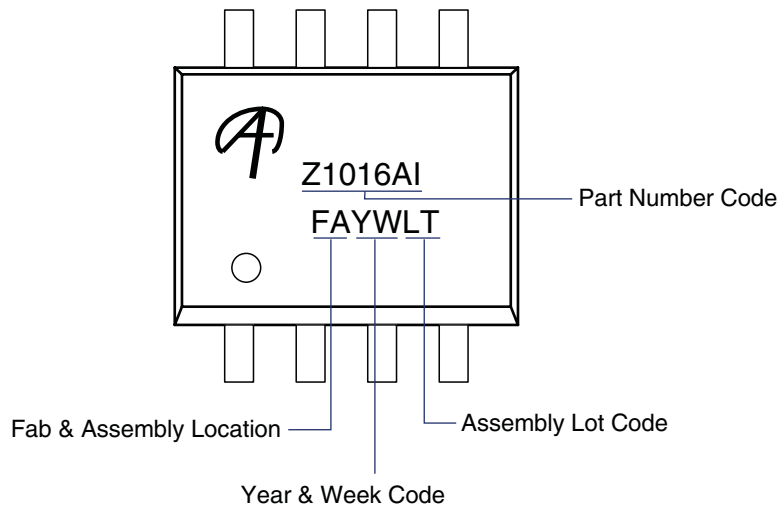 Z1016AI
Part Number Code
FAYWLT
Fab & Assembly Location
Assembly Lot Code
Year & Week Code